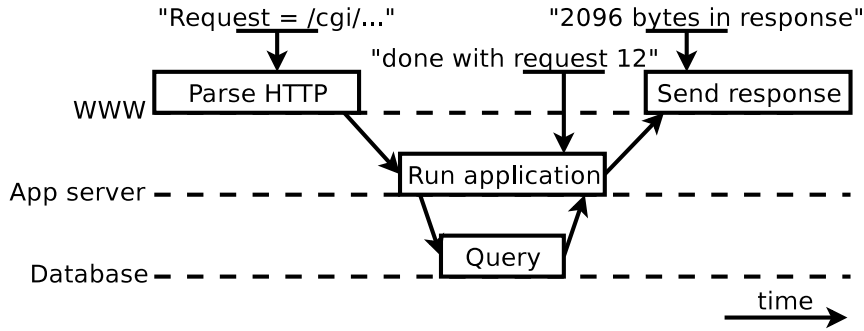 "Request = /cgi/..."
"2096 bytes in response"
"done with request 12"
Parse HTTP
Send response
WWW
Run application
App server
Query
Database
time